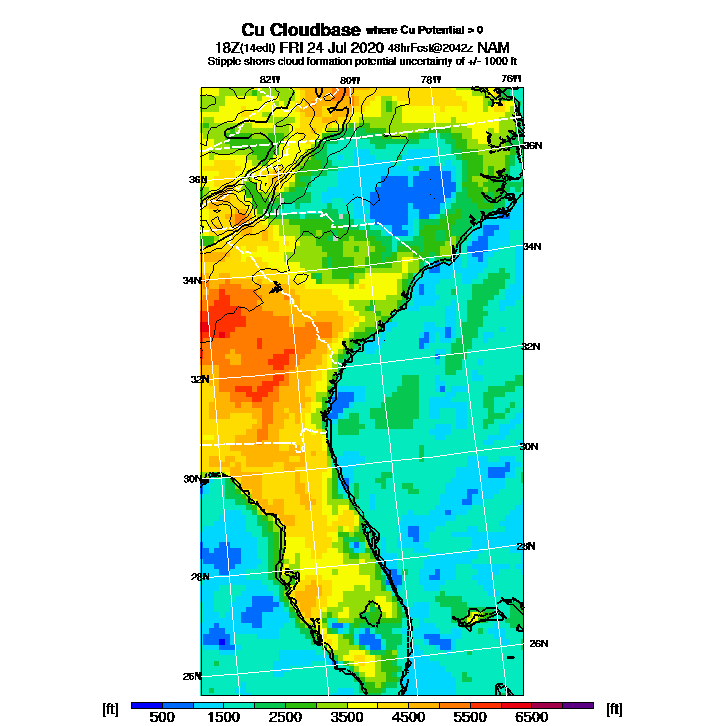 Cu Cloudbase where Cu Potential > 0
18Z(14edt) FRI 24 Jul 2020 48hrFcst@2042z NAM
Stipple shows cloud formation potential uncertainty of +/- 1000 ft
82W 80W 78W 76W
36N
36N
34N
34N
32N
32N
30N
30N
28N
28N
26N
26N
[ft] [ft]
500 1500 2500 3500 4500 5500 6500